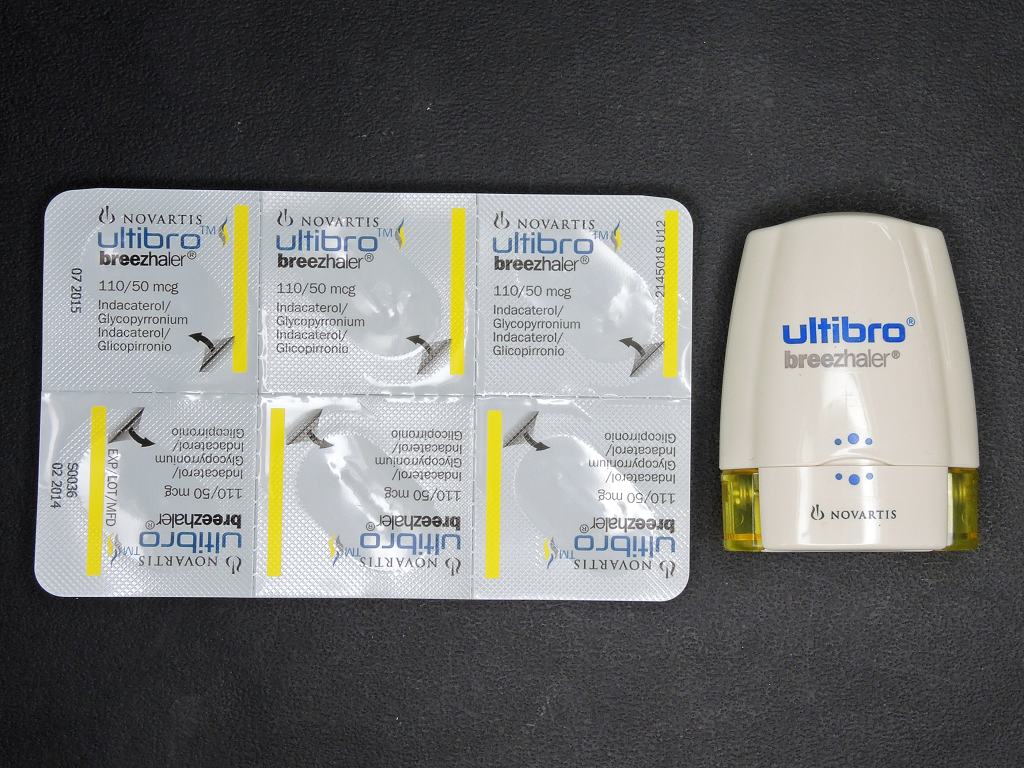 NOVARTIS
ultibro™
breezhaler®
110/50 mcg
Indacaterol/
Glycopyrronium
Indacaterol/
Glicopirronio
07 2015
NOVARTIS
ultibro™
breezhaler®
110/50 mcg
Indacaterol/
Glycopyrronium
Indacaterol/
Glicopirronio
NOVARTIS
ultibro™
breezhaler®
110/50 mcg
Indacaterol/
Glycopyrronium
Indacaterol/
Glicopirronio
2145018 U12
NOVARTIS
ultibro™
breezhaler®
110/50 mcg
Indacaterol/
Glycopyrronium
Indacaterol/
Glicopirronio
EXP/LOT/MFD
S0036
02 2014
NOVARTIS
ultibro™
breezhaler®
110/50 mcg
Indacaterol/
Glycopyrronium
Indacaterol/
Glicopirronio
NOVARTIS
ultibro™
breezhaler®
110/50 mcg
Indacaterol/
Glycopyrronium
Indacaterol/
Glicopirronio
ultibro®
breezhaler®
NOVARTIS